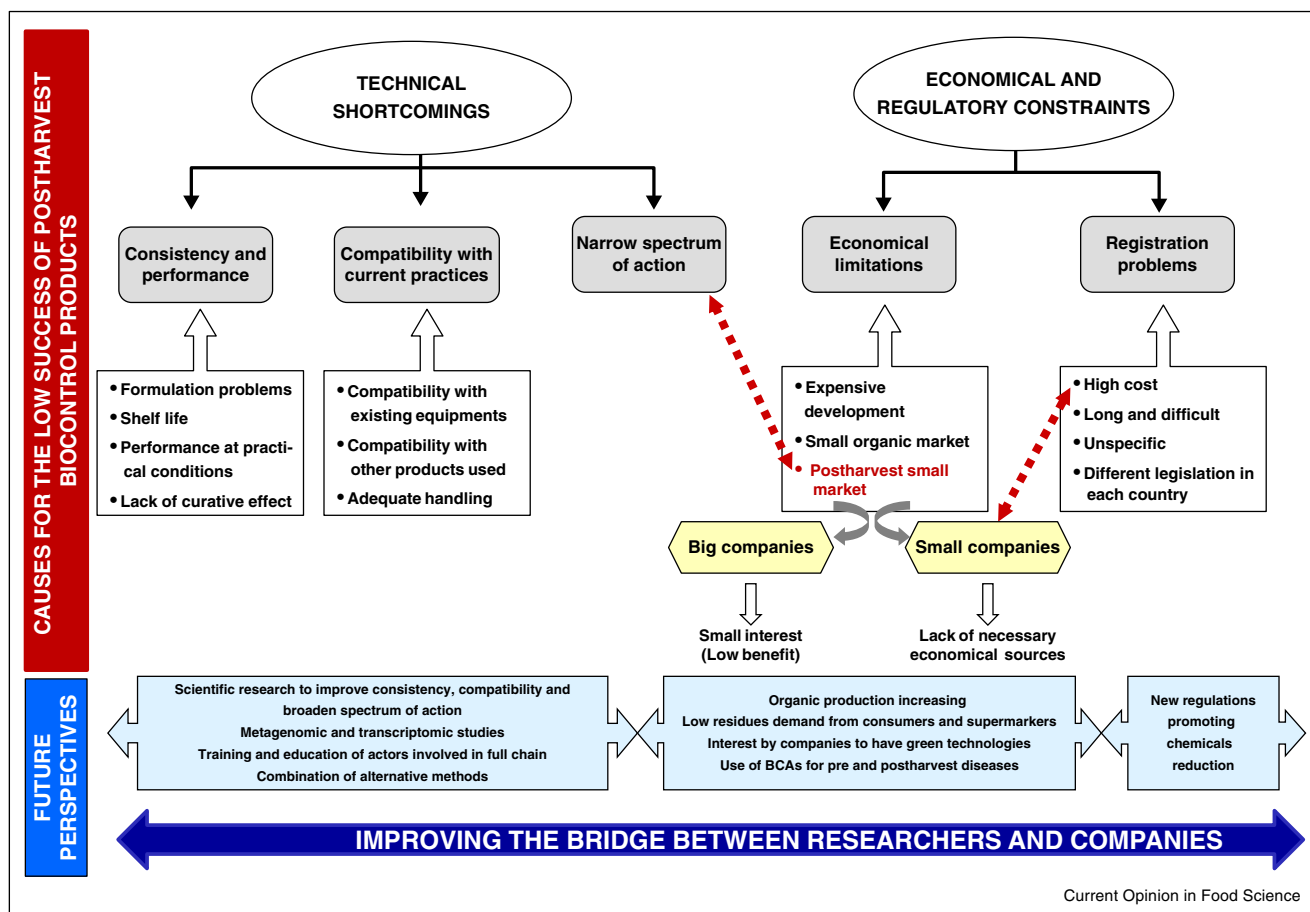 CAUSES FOR THE LOW SUCCESS OF POSTHARVEST
BIOCONTROL PRODUCTS
TECHNICAL
SHORTCOMINGS
ECONOMICAL AND
REGULATORY CONSTRAINTS
Consistency and
performance
Compatibility with
current practices
Narrow spectrum
of action
Economical
limitations
Registration
problems
• Formulation problems
• Shelf life
• Performance at practi-
cal conditions
• Lack of curative effect
• Compatibility with
existing equipments
• Compatibility with
other products used
• Adequate handling
• Expensive
development
• Small organic market
• Postharvest small
market
• High cost
• Long and difficult
• Unspecific
• Different legislation in
each country
Big companies
Small companies
Small interest
(Low benefit)
Lack of necessary
economical sources
FUTURE
PERSPECTIVES
Scientific research to improve consistency, compatibility and
broaden spectrum of action
Metagenomic and transcriptomic studies
Training and education of actors involved in full chain
Combination of alternative methods
Organic production increasing
Low residues demand from consumers and supermarkers
Interest by companies to have green technologies
Use of BCAs for pre and postharvest diseases
New regulations
promoting
chemicals
reduction
IMPROVING THE BRIDGE BETWEEN RESEARCHERS AND COMPANIES
Current Opinion in Food Science